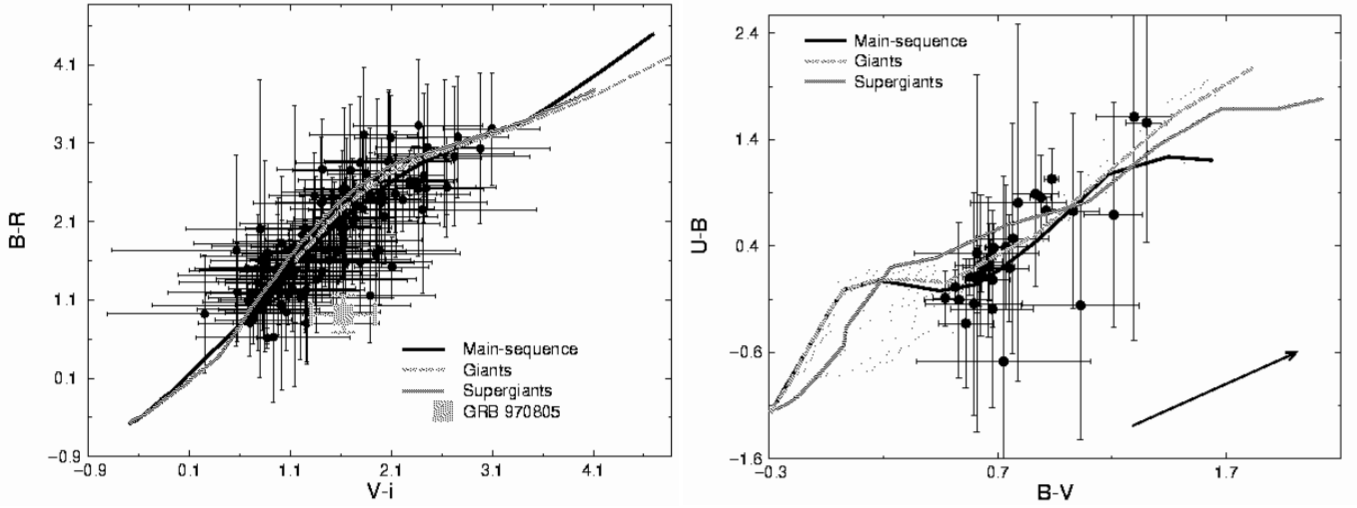 4.1
3.1
2.1
1.1
0.1
−0.9
B-R
−0.9
0.1
1.1
2.1
3.1
4.1
V-i
Main-sequence
Giants
Supergiants
GRB 970805
2.4
1.4
0.4
−0.6
−1.6
U-B
−0.3
0.7
1.7
B-V
Main-sequence
Giants
Supergiants